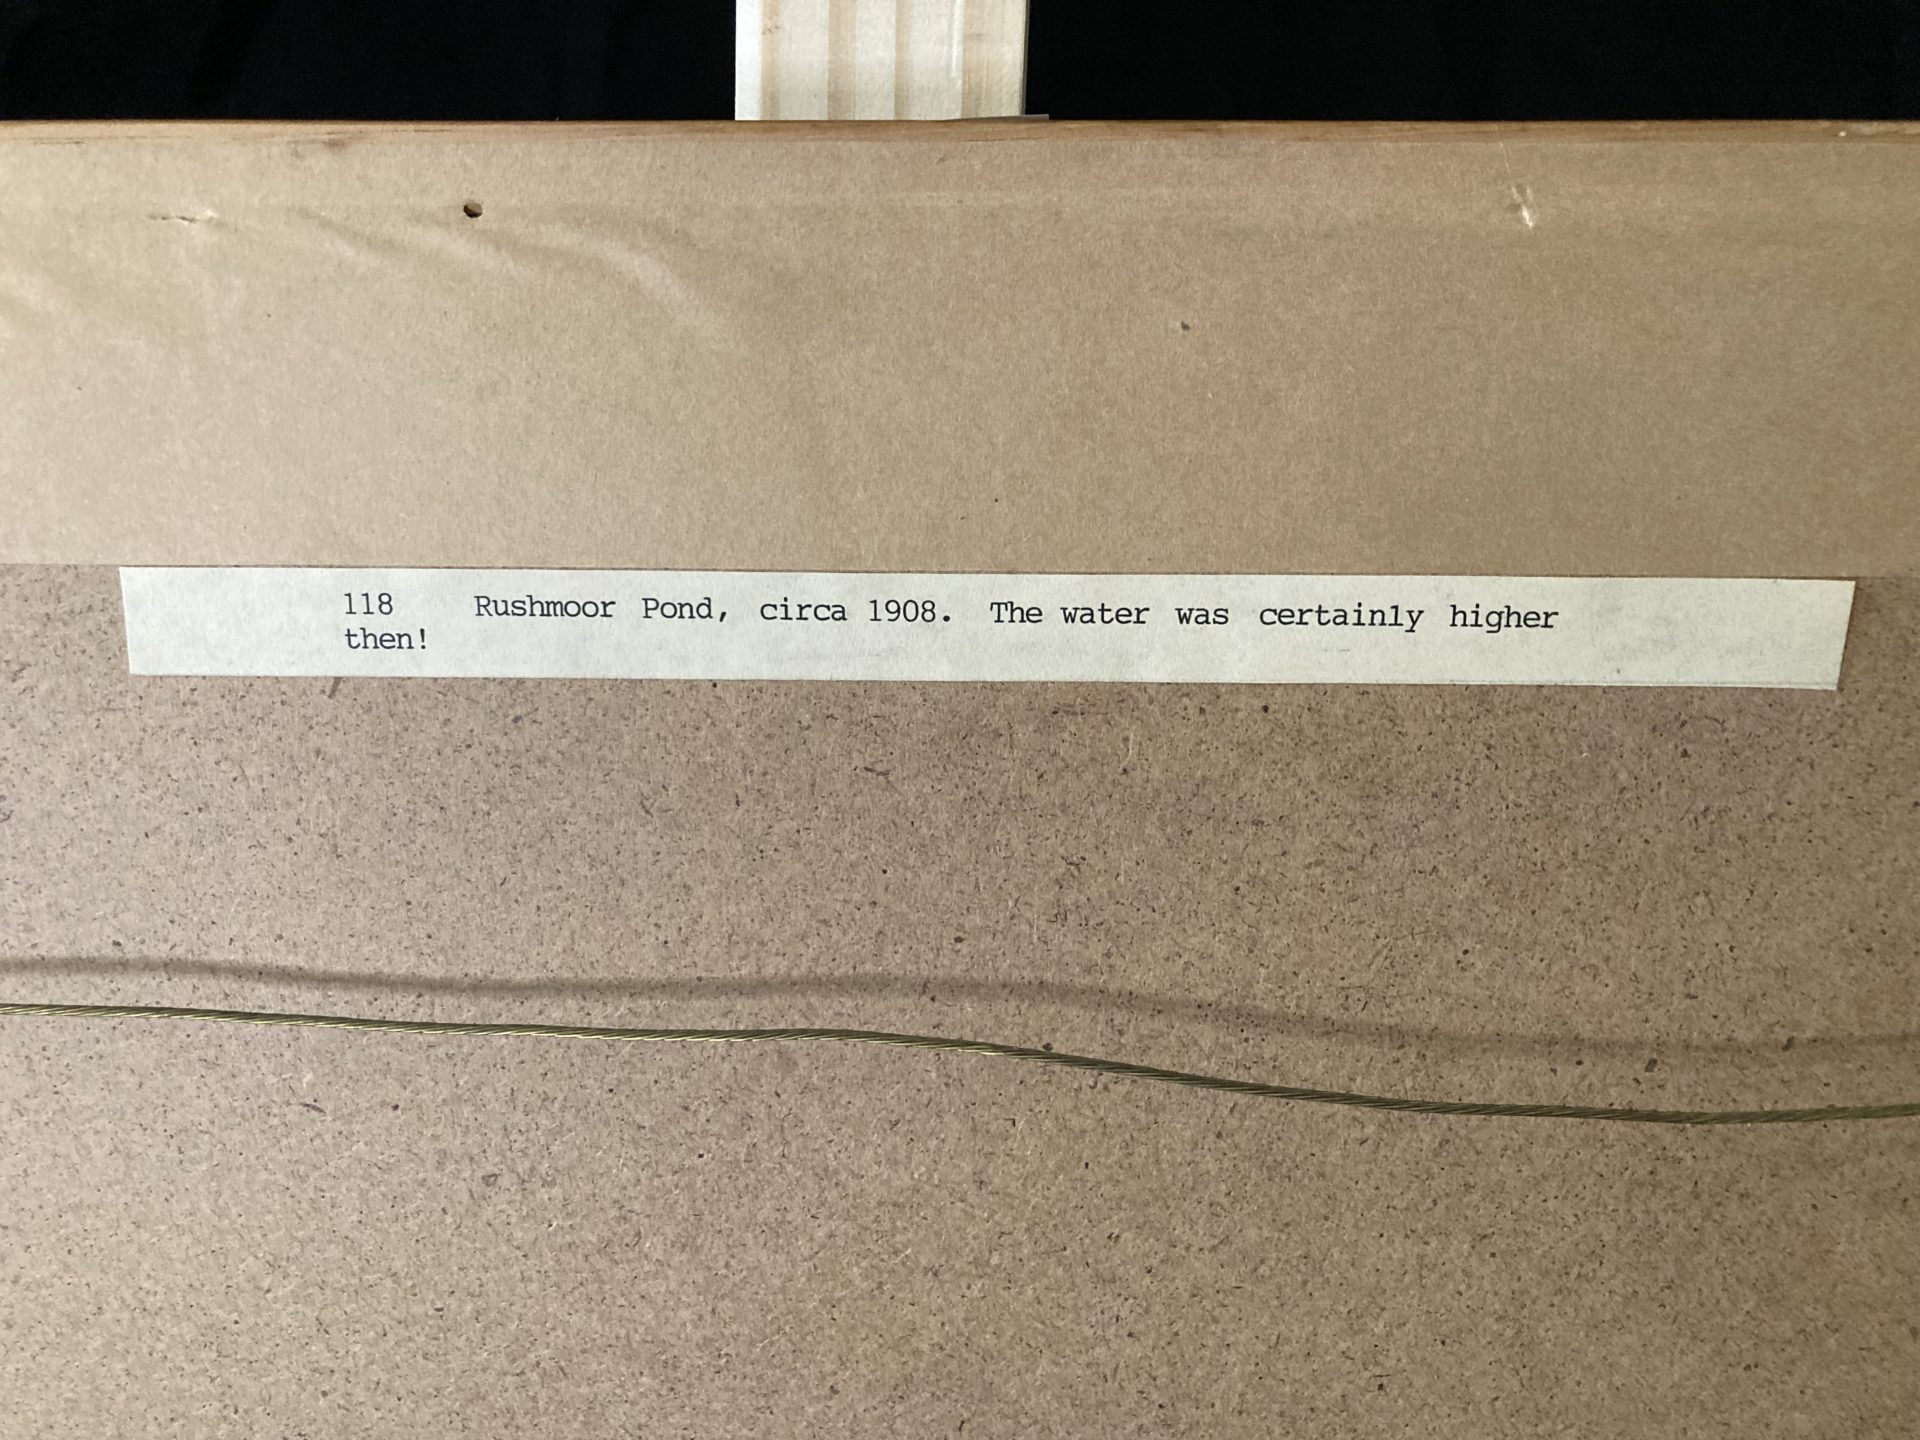 118 Rushmoor Pond, circa 1908. The water was certainly higher
then!